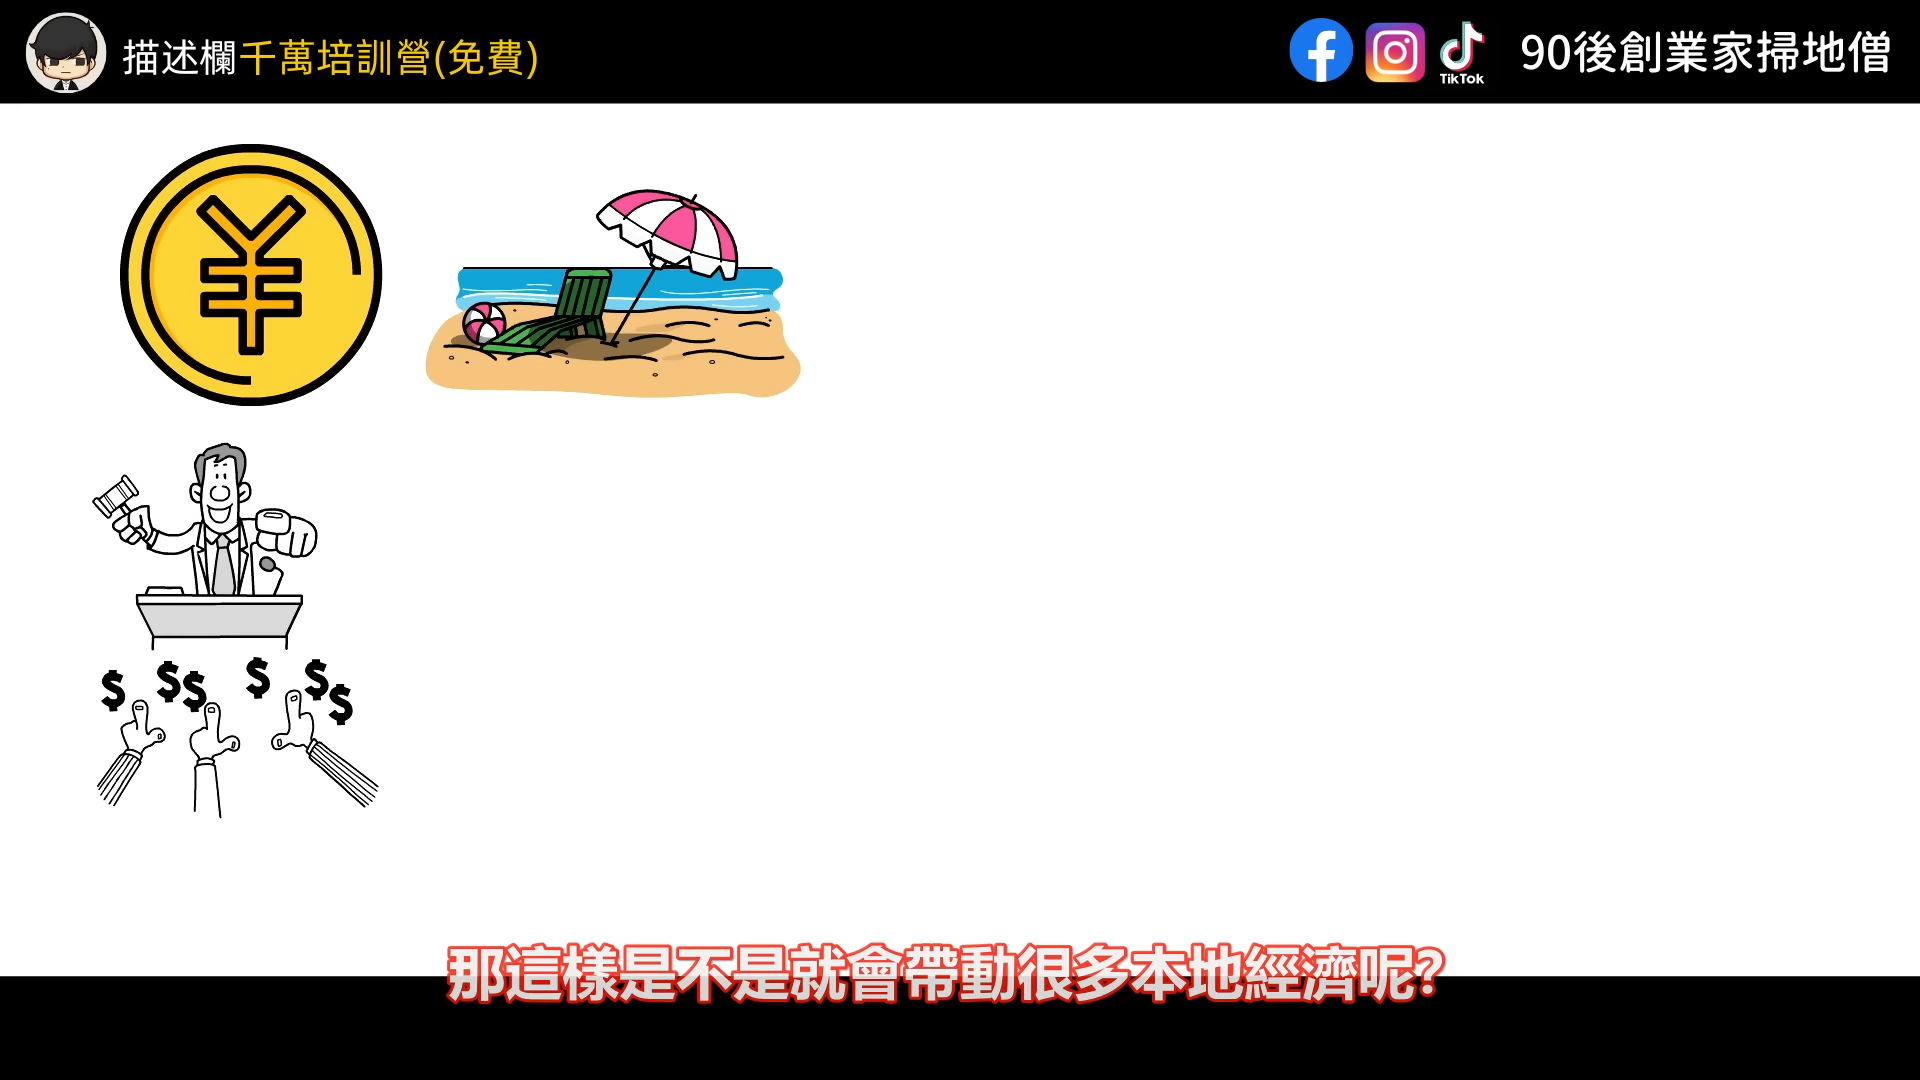 描述欄千萬培訓營(免費)
TikTok
90後創業家掃地僧
¥
$ $$ $ $$
那這樣是不是就會帶動很多本地經濟呢?